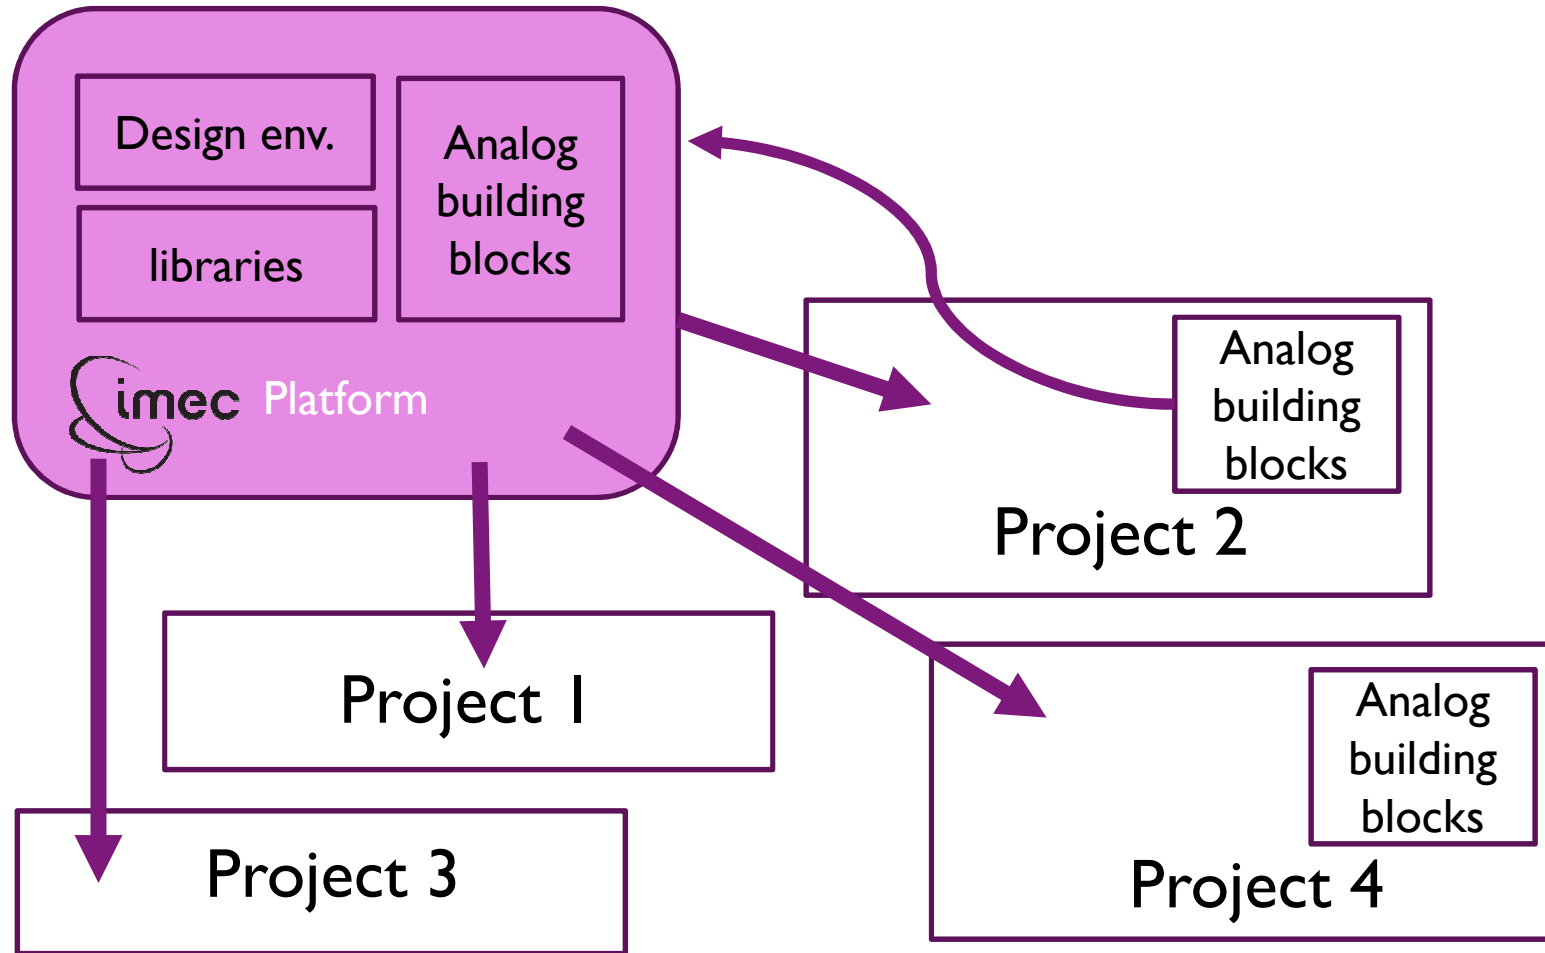 Design env.
libraries
Analog
building
blocks
imec Platform
Analog
building
blocks
Project 2
Project 1
Analog
building
blocks
Project 3
Project 4